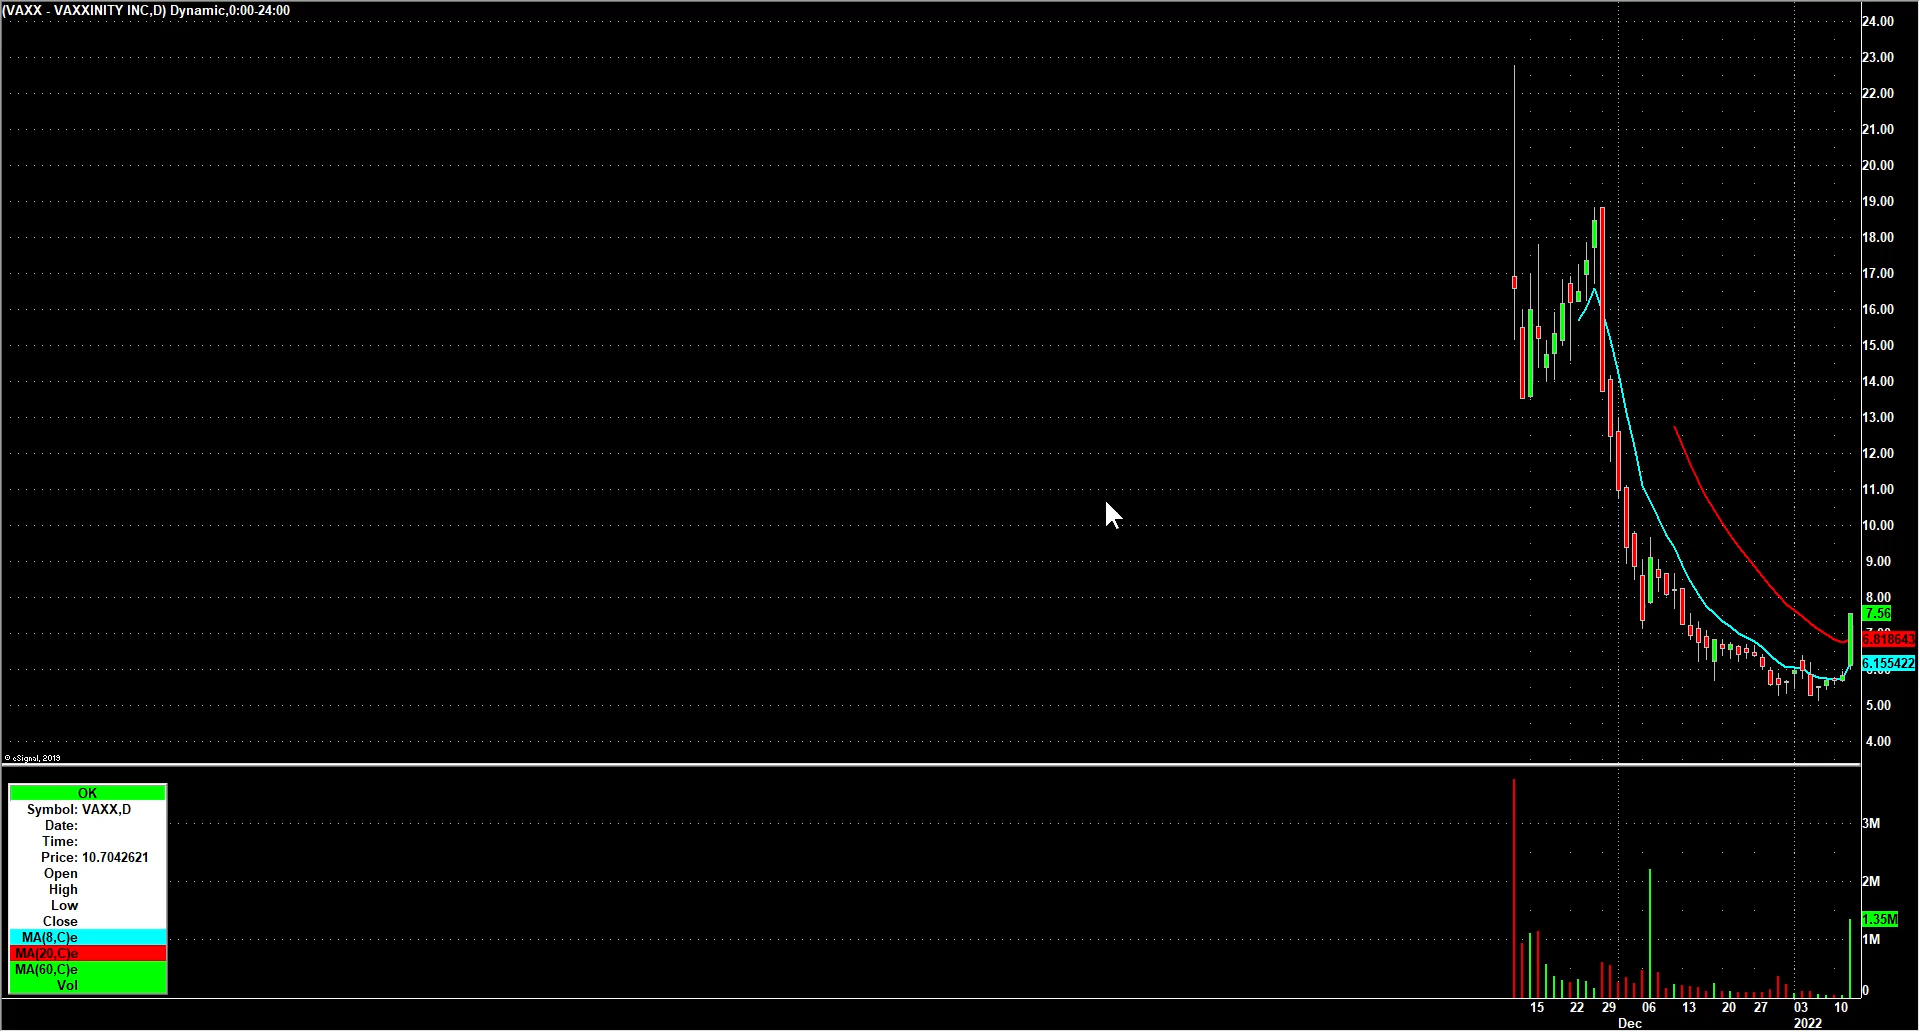 (VAXX - VAXXINITY INC,D) Dynamic,0:00-24:00
24.00
23.00
22.00
21.00
20.00
19.00
18.00
17.00
16.00
15.00
14.00
13.00
12.00
11.00
10.00
9.00
8.00
7.56
6.818643
6.155422
5.00
4.00
© eSignal, 2019
OK
Symbol: VAXX,D
Date:
Time:
Price: 10.7042621
Open
High
Low
Close
MA(8,C)e
MA(20,C)e
MA(60,C)e
Vol
3M
2M
1.35M
1M
0
15 22 29 06 13 20 27 03 10
Dec 2022